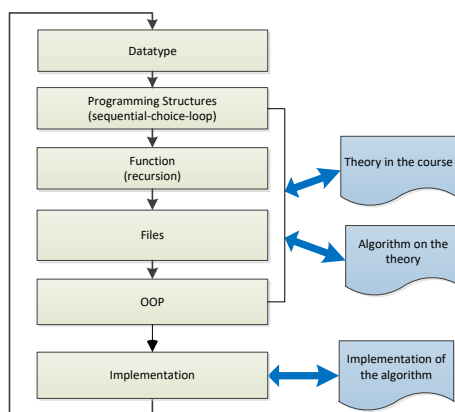 Datatype
Programming Structures
(sequential-choice-loop)
Function
(recursion)
Files
OOP
Implementation
Theory in the course
Algorithm on the
theory
Implementation of
the algorithm